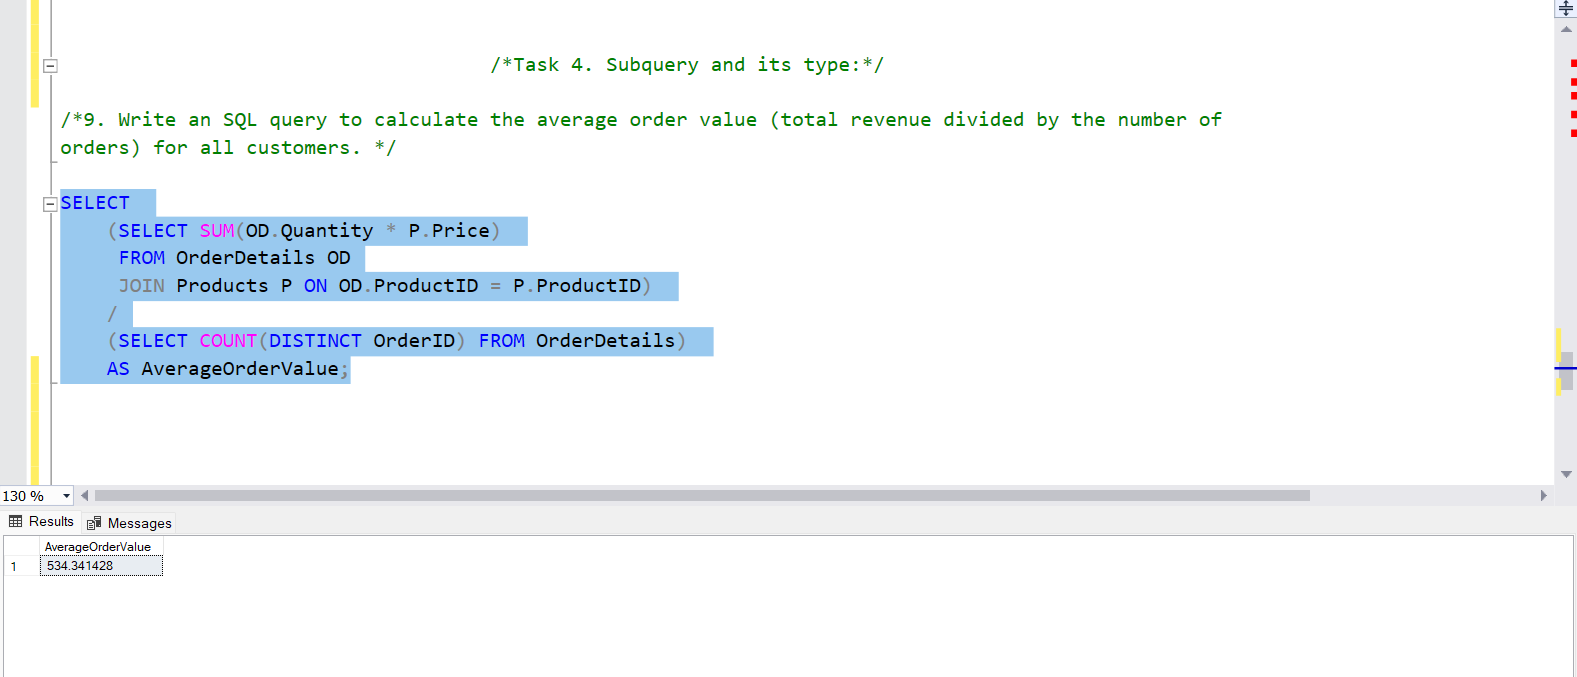 /*Task 4. Subquery and its type:*/
/*9. Write an SQL query to calculate the average order value (total revenue divided by the number of
orders) for all customers. */
SELECT
(SELECT SUM(OD.Quantity * P.Price)
FROM OrderDetails OD
JOIN Products P ON OD.ProductID = P.ProductID)
/
(SELECT COUNT(DISTINCT OrderID) FROM OrderDetails)
AS AverageOrderValue;
130 %
Results Messages
AverageOrderValue
1 534.341428